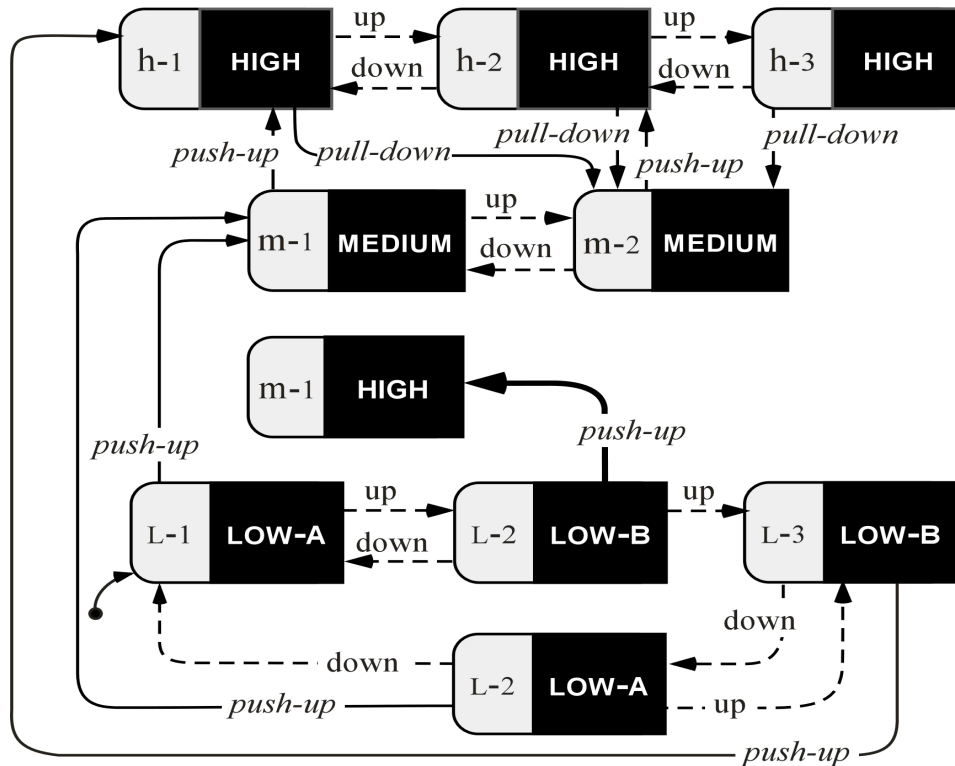 up up
h-1 HIGH h-2 HIGH h-3 HIGH
down down
push-up pull-down pull-down push-up pull-down
up
m-1 MEDIUM m-2 MEDIUM
down
m-1 HIGH
push-up push-up
up up
L-1 LOW-A L-2 LOW-B L-3 LOW-B
down
down
down
L-2 LOW-A
push-up up
push-up